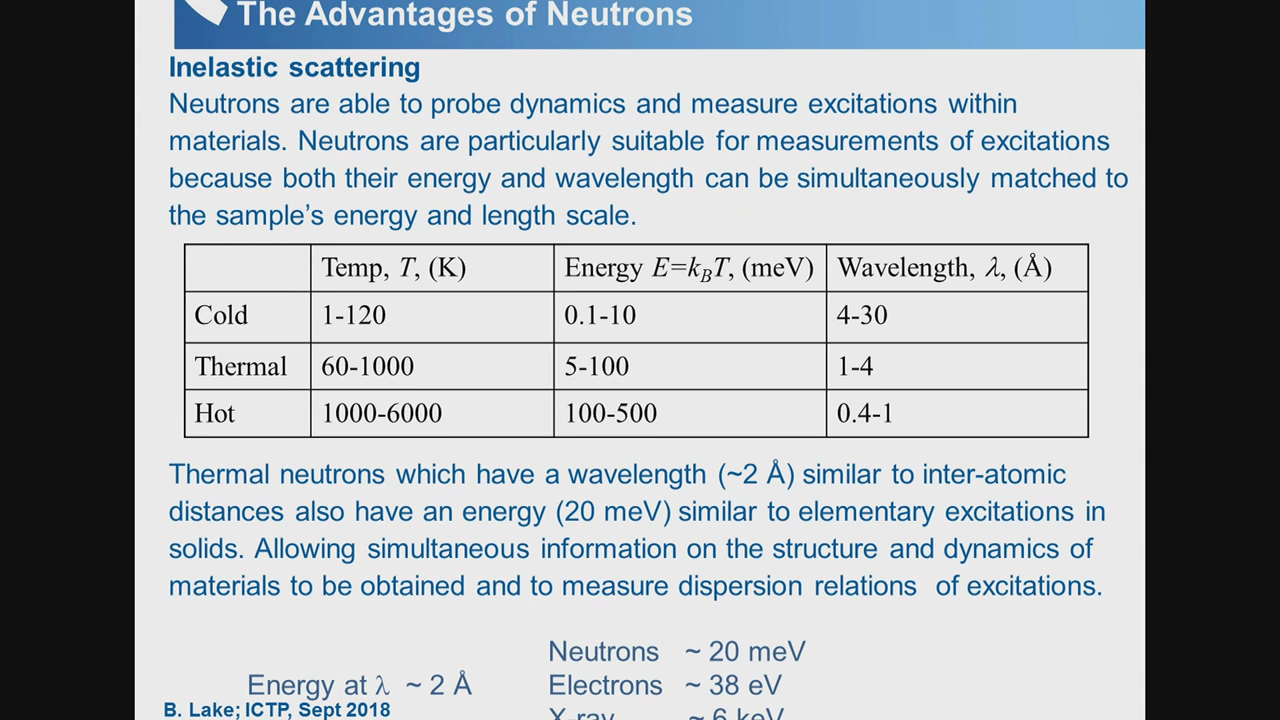 The Advantages of Neutrons
Inelastic scattering
Neutrons are able to probe dynamics and measure excitations within
materials. Neutrons are particularly suitable for measurements of excitations
because both their energy and wavelength can be simultaneously matched to
the sample's energy and length scale.
Temp, T, (K) Energy E=kBT, (meV) Wavelength, λ, (Å)
Cold 1-120 0.1-10 4-30
Thermal 60-1000 5-100 1-4
Hot 1000-6000 100-500 0.4-1
Thermal neutrons which have a wavelength (~2 Å) similar to inter-atomic
distances also have an energy (20 meV) similar to elementary excitations in
solids. Allowing simultaneous information on the structure and dynamics of
materials to be obtained and to measure dispersion relations of excitations.
Neutrons ~ 20 meV
Energy at λ ~ 2 Å Electrons ~ 38 eV
X-ray ~ 6 keV
B. Lake; ICTP, Sept 2018